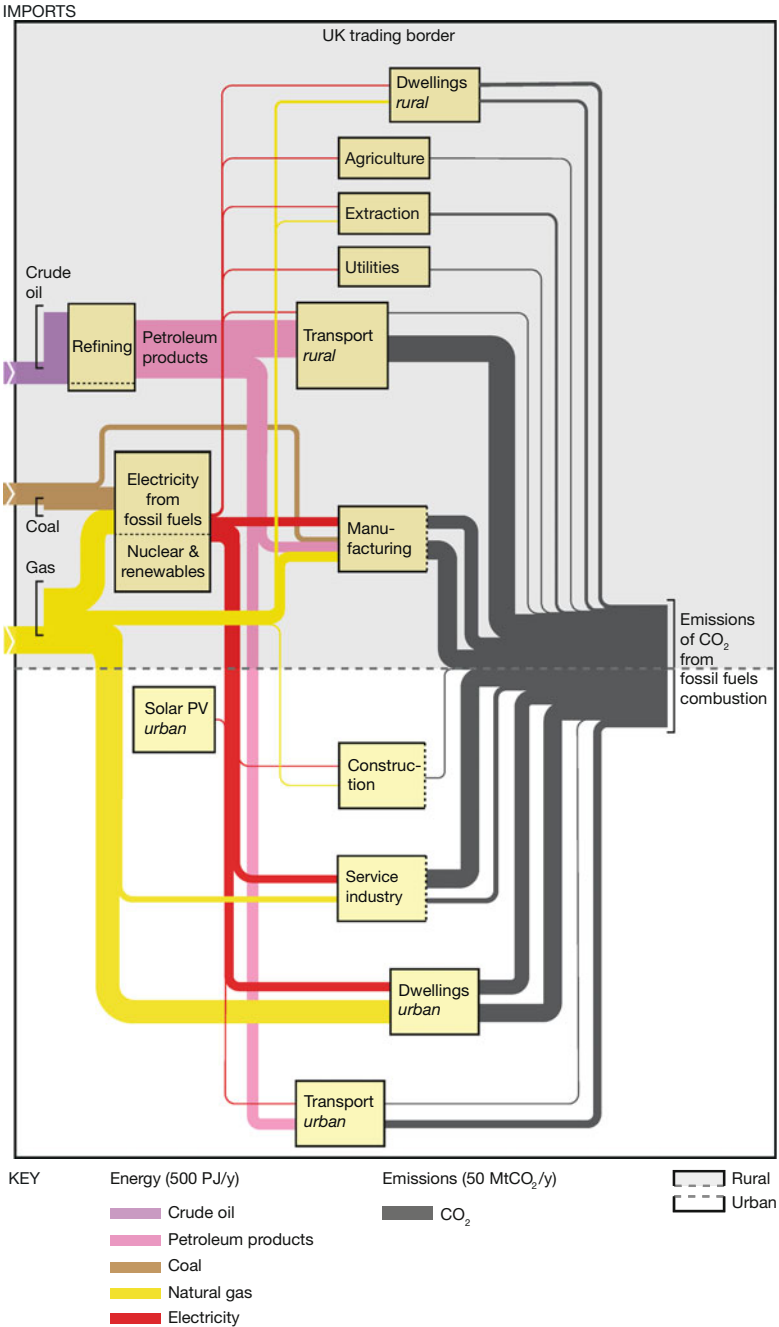 IMPORTS
UK trading border
Dwellings
rural
Agriculture
Extraction
Utilities
Crude
oil
Refining
Petroleum
products
Transport
rural
Electricity
from
fossil fuels
Nuclear &
renewables
Coal
Gas
Manu-
facturing
Emissions
of CO2
from
fossil fuels
combustion
Solar PV
urban
Construc-
tion
Service
industry
Dwellings
urban
Transport
urban
KEY
Energy (500 PJ/y)
Crude oil
Petroleum products
Coal
Natural gas
Electricity
Emissions (50 MtCO2/y)
CO2
Rural
Urban